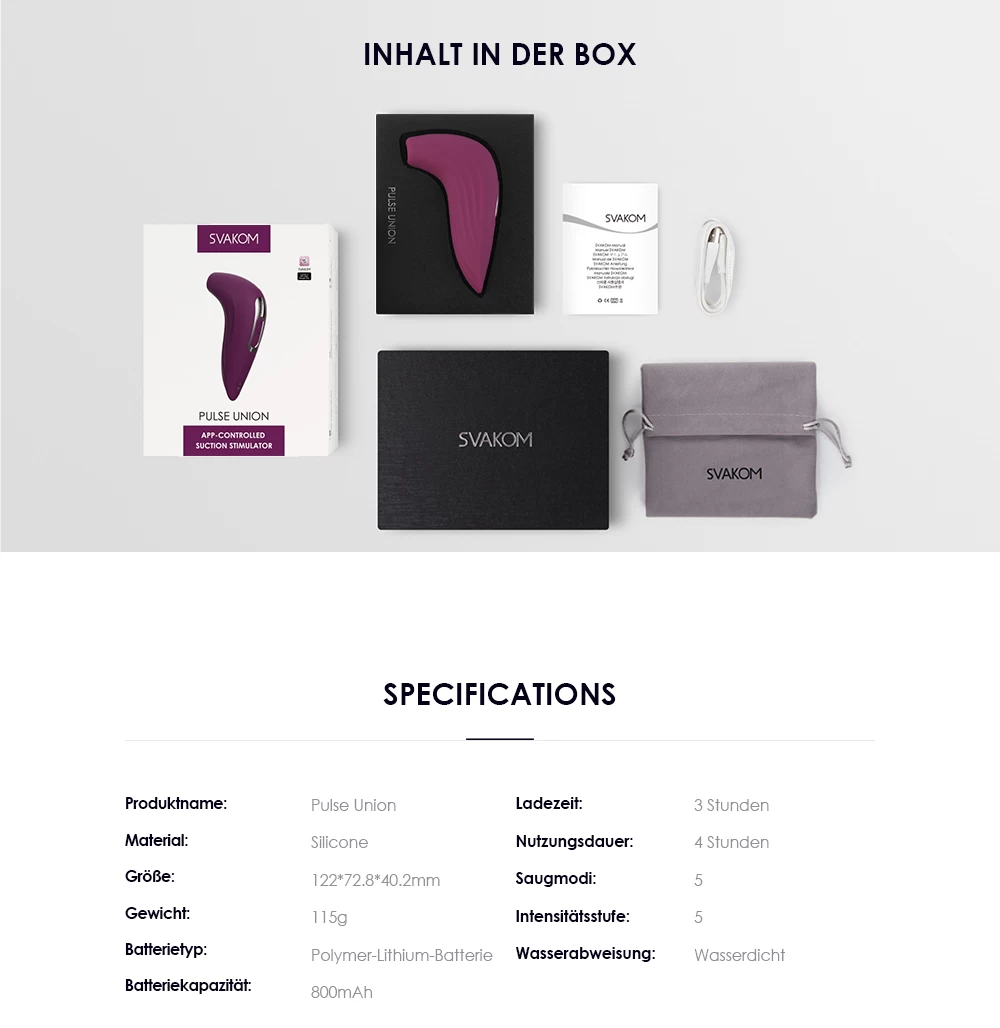 INHALT IN DER BOX
SVAKOM
PULSE UNION
APP-CONTROLLED
SUCTION STIMULATOR
PULSE UNION
SVAKOM
SVAKOM
SVAKOM
SPECIFICATIONS
Produktname: Pulse Union
Material: Silicone
Größe: 122*72.8*40.2mm
Gewicht: 115g
Batterietyp: Polymer-Lithium-Batterie
Batteriekapazität: 800mAh
Ladezeit: 3 Stunden
Nutzungsdauer: 4 Stunden
Saugmodi: 5
Intensitätsstufe: 5
Wasserabweisung: Wasserdicht